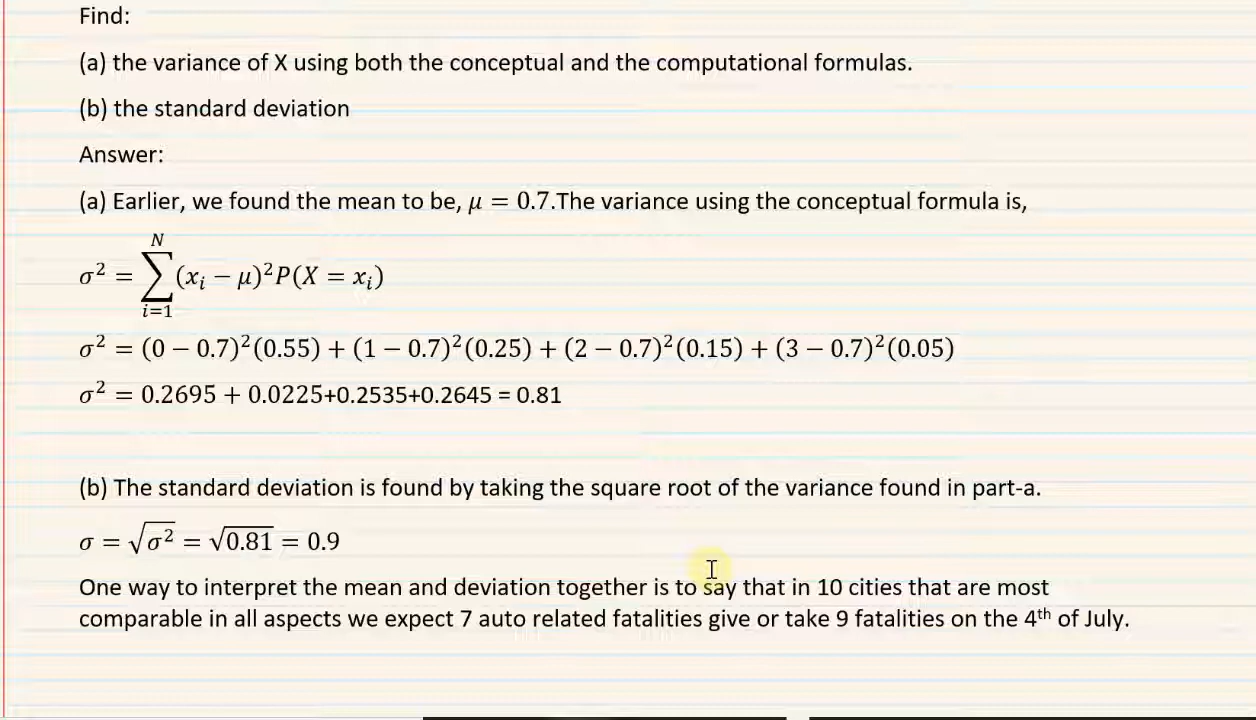 Find:
(a) the variance of X using both the conceptual and the computational formulas.
(b) the standard deviation
Answer:
(a) Earlier, we found the mean to be, μ = 0.7.The variance using the conceptual formula is,
σ² = ∑_{i=1}^{N} (xᵢ − μ)²P(X = xᵢ)
σ² = (0 − 0.7)²(0.55) + (1 − 0.7)²(0.25) + (2 − 0.7)²(0.15) + (3 − 0.7)²(0.05)
σ² = 0.2695 + 0.0225+0.2535+0.2645 = 0.81
(b) The standard deviation is found by taking the square root of the variance found in part-a.
σ = √σ² = √0.81 = 0.9
One way to interpret the mean and deviation together is to say that in 10 cities that are most
comparable in all aspects we expect 7 auto related fatalities give or take 9 fatalities on the 4th of July.